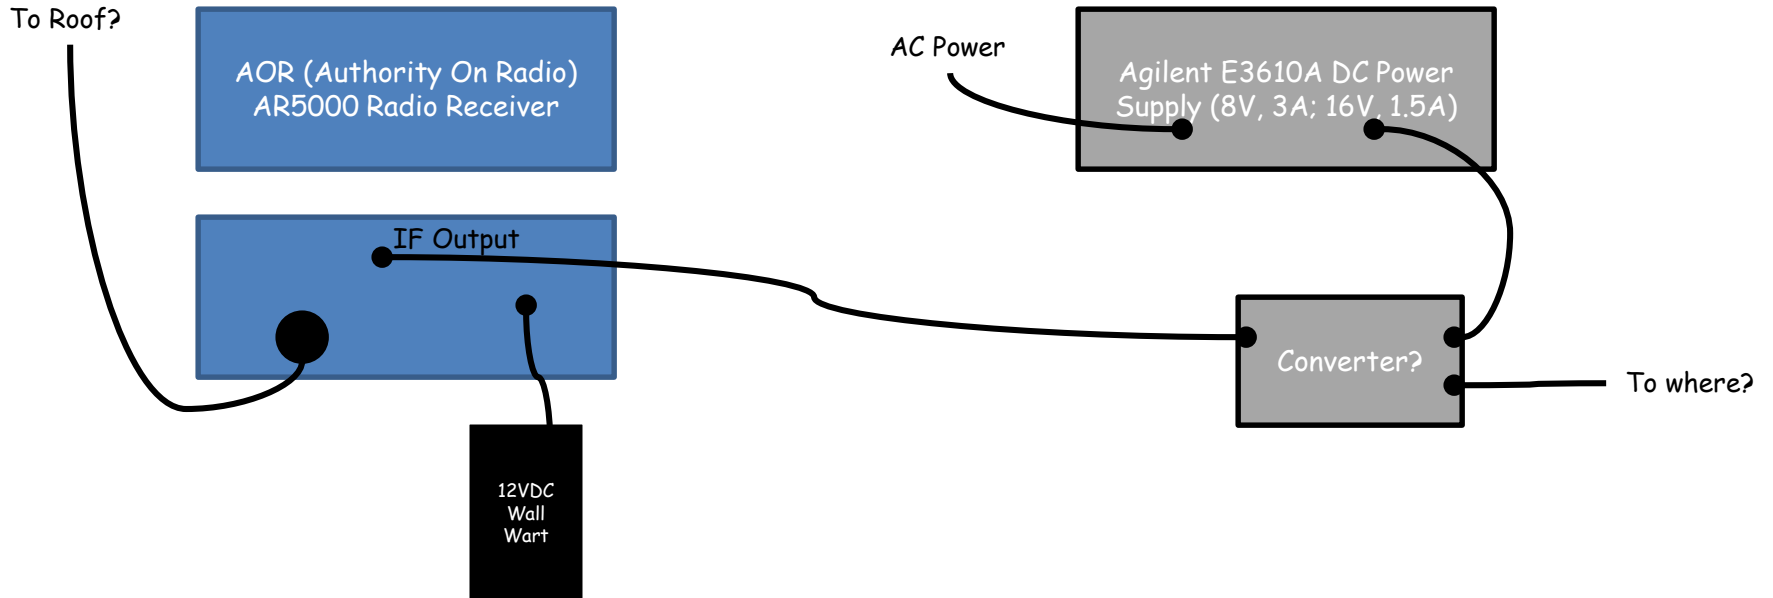 To Roof?
AOR (Authority On Radio)
AR5000 Radio Receiver
AC Power
Agilent E3610A DC Power
Supply (8V, 3A; 16V, 1.5A)
IF Output
Converter?
To where?
12VDC
Wall
Wart